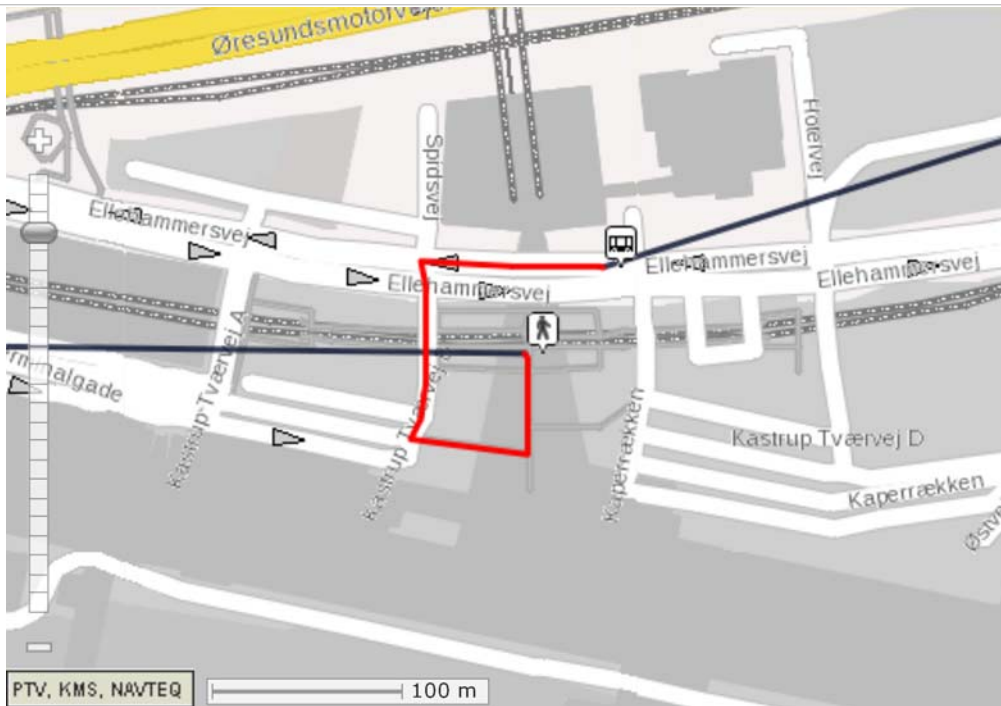 Øresundsmotorvej
Spidsvej
Hotelvej
Ellehammersvej
Ellehammersvej
Ellehammersvej
Ellehammersvej
Kastrup Tværvej A
Kastrup Tværvej
Kaperrækken
Kastrup Tværvej D
Kaperrækken
PTV, KMS, NAVTEQ
100 m